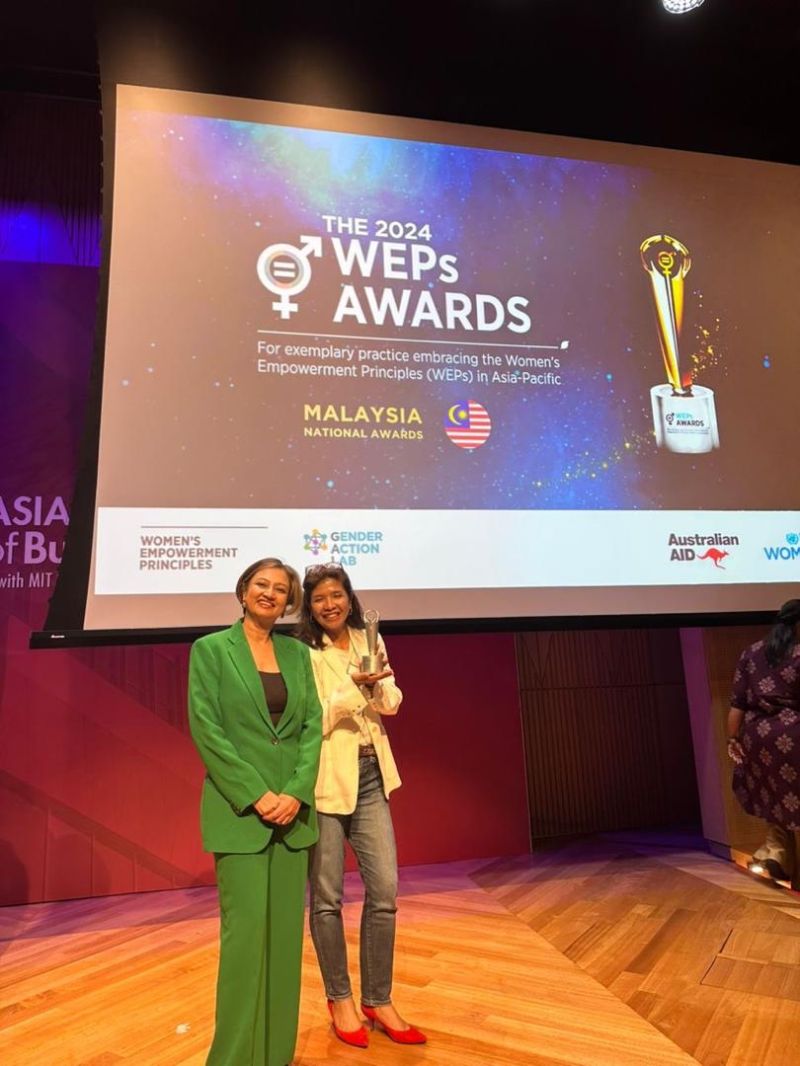 THE 2024
WEPs
AWARDS
For exemplary practice embracing the Women's
Empowerment Principles (WEPs) in Asia-Pacific
MALAYSIA
NATIONAL AWARDS
WEPs
AWARDS
WOMEN'S
EMPOWERMENT
PRINCIPLES
GENDER
ACTION
LAB
Australian
AID
WOM
ASIA
of Bu
with MIT